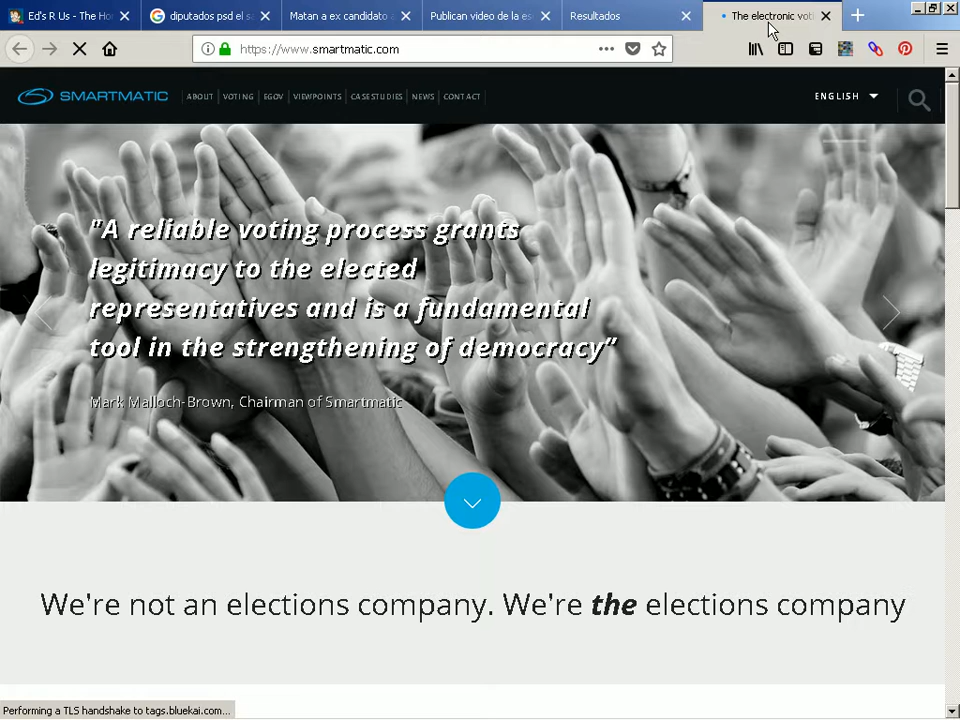 Ed's R Us - The Ho
diputados psd el sa
Matan a ex candidato a
Publican video de la es
Resultados
The electronic voti
https://www.smartmatic.com
SMARTMATIC
ABOUT
VOTING
EGOV
VIEWPOINTS
CASE STUDIES
NEWS
CONTACT
ENGLISH
"A reliable voting process grants
legitimacy to the elected
representatives and is a fundamental
tool in the strengthening of democracy”
Mark Malloch-Brown, Chairman of Smartmatic
We're not an elections company. We're the elections company
Performing a TLS handshake to tags.bluekai.com...